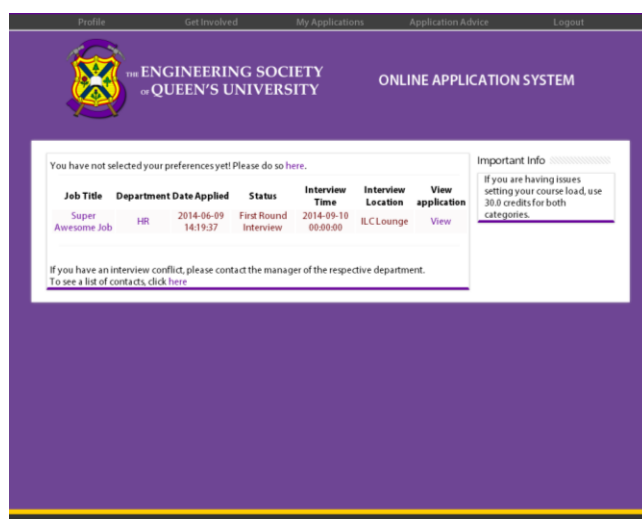 Profile Get Involved My Applications Application Advice Logout
THE ENGINEERING SOCIETY
OF QUEEN'S UNIVERSITY
ONLINE APPLICATION SYSTEM
You have not selected your preferences yet! Please do so here.
Job Title Department Date Applied Status Interview Time Interview Location View application
Super Awesome Job HR 2014-06-09 14:19:37 First Round Interview 2014-09-10 00:00:00 ILC Lounge View
If you have an interview conflict, please contact the manager of the respective department.
To see a list of contacts, click here
Important Info
If you are having issues
setting your course load, use
30.0 credits for both
categories.